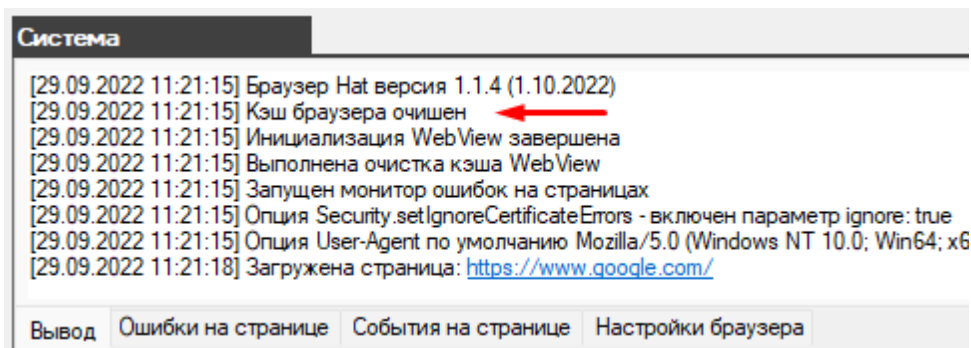 Система
[29.09.2022 11:21:15] Браузер Hat версия 1.1.4 (1.10.2022)
[29.09.2022 11:21:15] Кэш браузера очишен
[29.09.2022 11:21:15] Инициализация WebView завершена
[29.09.2022 11:21:15] Выполнена очистка кэша WebView
[29.09.2022 11:21:15] Запущен монитор ошибок на страницах
[29.09.2022 11:21:15] Опция Security.setIgnoreCertificateErrors - включен параметр ignore: true
[29.09.2022 11:21:15] Опция User-Agent по умолчанию Mozilla/5.0 (Windows NT 10.0; Win64; x6
[29.09.2022 11:21:18] Загружена страница: https://www.google.com/
Вывод Ошибки на странице События на странице Настройки браузера